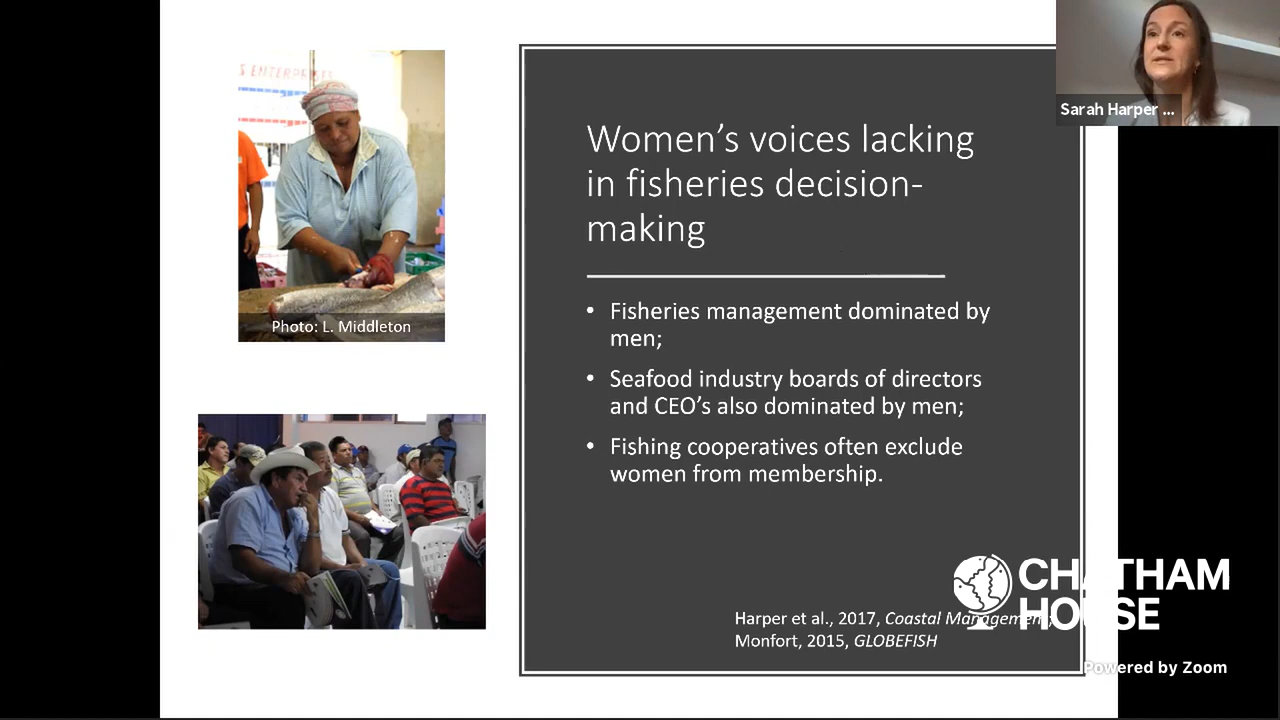 S ENTERPRISES
Photo: L. Middleton
Sarah Harper ...
Women's voices lacking
in fisheries decision-
making
• Fisheries management dominated by
men;
• Seafood industry boards of directors
and CEO's also dominated by men;
• Fishing cooperatives often exclude
women from membership.
Harper et al., 2017, Coastal Management;
Monfort, 2015, GLOBEFISH
CHATHAM
HOUSE
Powered by Zoom